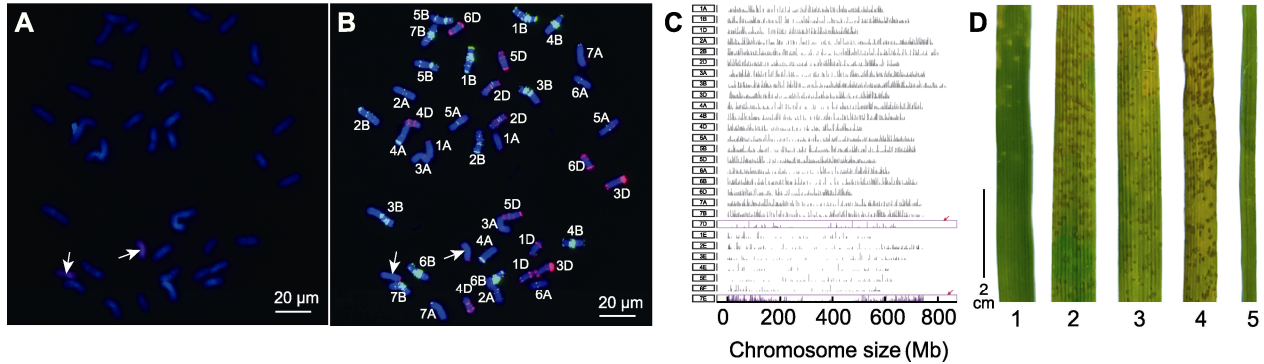 A
20 µm
B
5B
6D
7B
1B
4B
7A
5B
1B
5D
6A
2A
2D
3B
2B
4D
5A
2D
5A
4A
1A
3A
2B
1A
6D
3D
3B
5D
3A
4A
1D
4B
6B
7B
1D
3D
6B
2A
4D
6A
7A
20 µm
C
1A
1B
1D
2A
2B
2D
3A
3B
3D
4A
4B
4D
5A
5B
5D
6A
6B
6D
7A
7B
7D
1E
2E
3E
4E
5E
6E
7E
0 200 400 600 800
Chromosome size (Mb)
D
2
cm
1 2 3 4 5